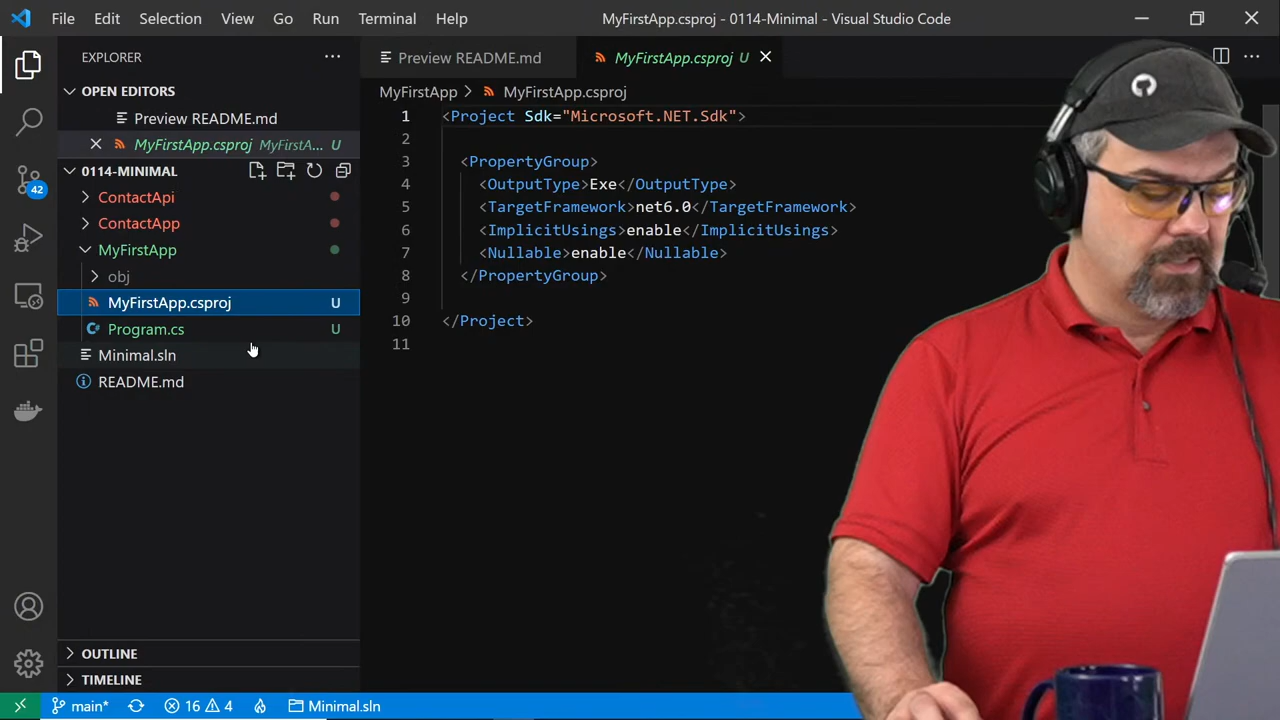 File Edit Selection View Go Run Terminal Help
MyFirstApp.csproj - 0114-Minimal - Visual Studio Code
EXPLORER
OPEN EDITORS
Preview README.md
MyFirstApp.csproj MyFirstA... U
0114-MINIMAL
ContactApi
ContactApp
MyFirstApp
obj
MyFirstApp.csproj U
Program.cs U
Minimal.sln
README.md
OUTLINE
TIMELINE
42
Preview README.md
MyFirstApp.csproj U
MyFirstApp > MyFirstApp.csproj
1 <Project Sdk="Microsoft.NET.Sdk">
2
3 <PropertyGroup>
4 <OutputType>Exe</OutputType>
5 <TargetFramework>net6.0</TargetFramework>
6 <ImplicitUsings>enable</ImplicitUsings>
7 <Nullable>enable</Nullable>
8 </PropertyGroup>
9
10 </Project>
11
main* 16 4 Minimal.sln